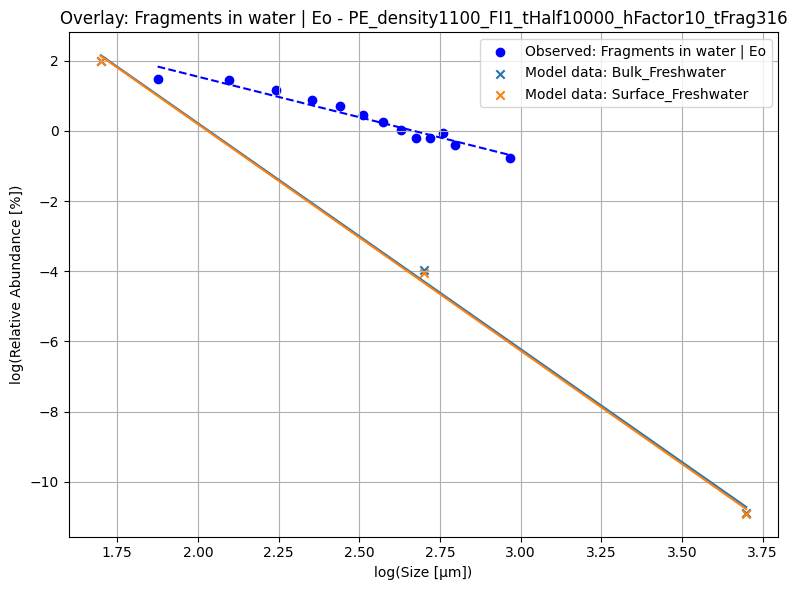 Overlay: Fragments in water | Eo - PE_density1100_FI1_tHalf10000_hFactor10_tFrag316
Observed: Fragments in water | Eo
Model data: Bulk_Freshwater
Model data: Surface_Freshwater
log(Relative Abundance [%])
2
0
−2
−4
−6
−8
−10
1.75 2.00 2.25 2.50 2.75 3.00 3.25 3.50 3.75
log(Size [µm])